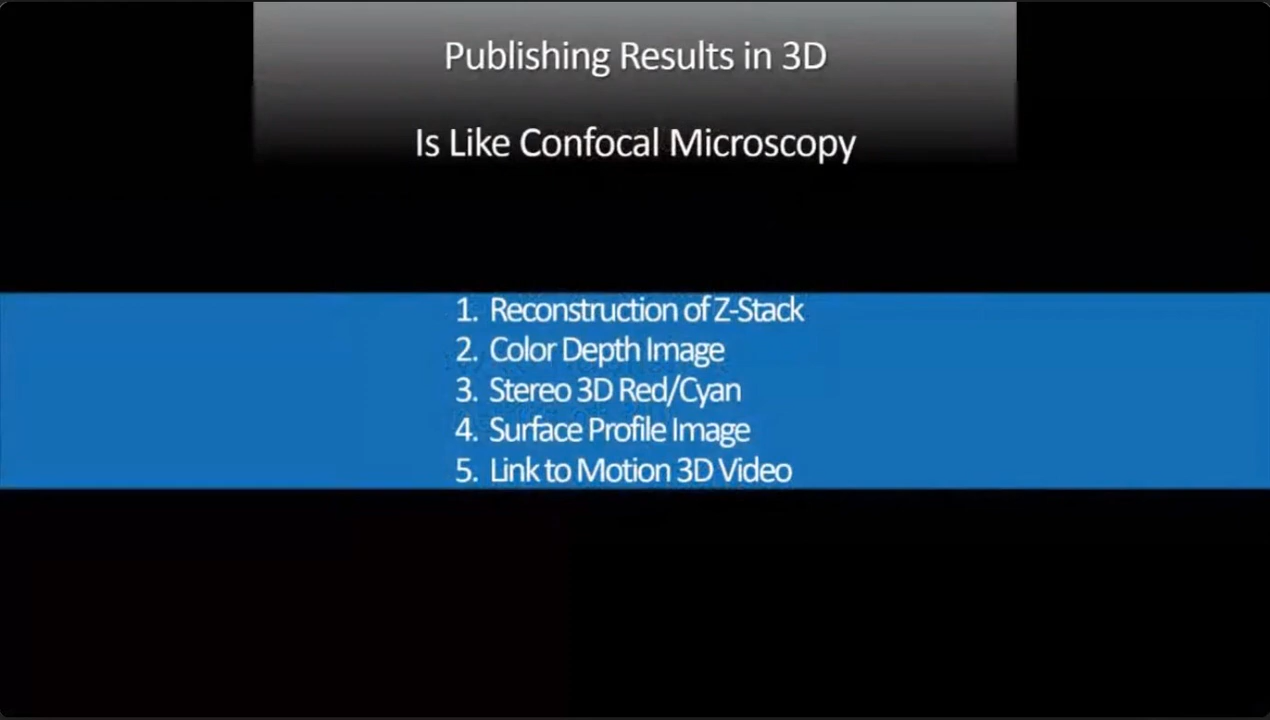 Publishing Results in 3D
Is Like Confocal Microscopy
1. Reconstruction of Z-Stack
2. Color Depth Image
3. Stereo 3D Red/Cyan
4. Surface Profile Image
5. Link to Motion 3D Video